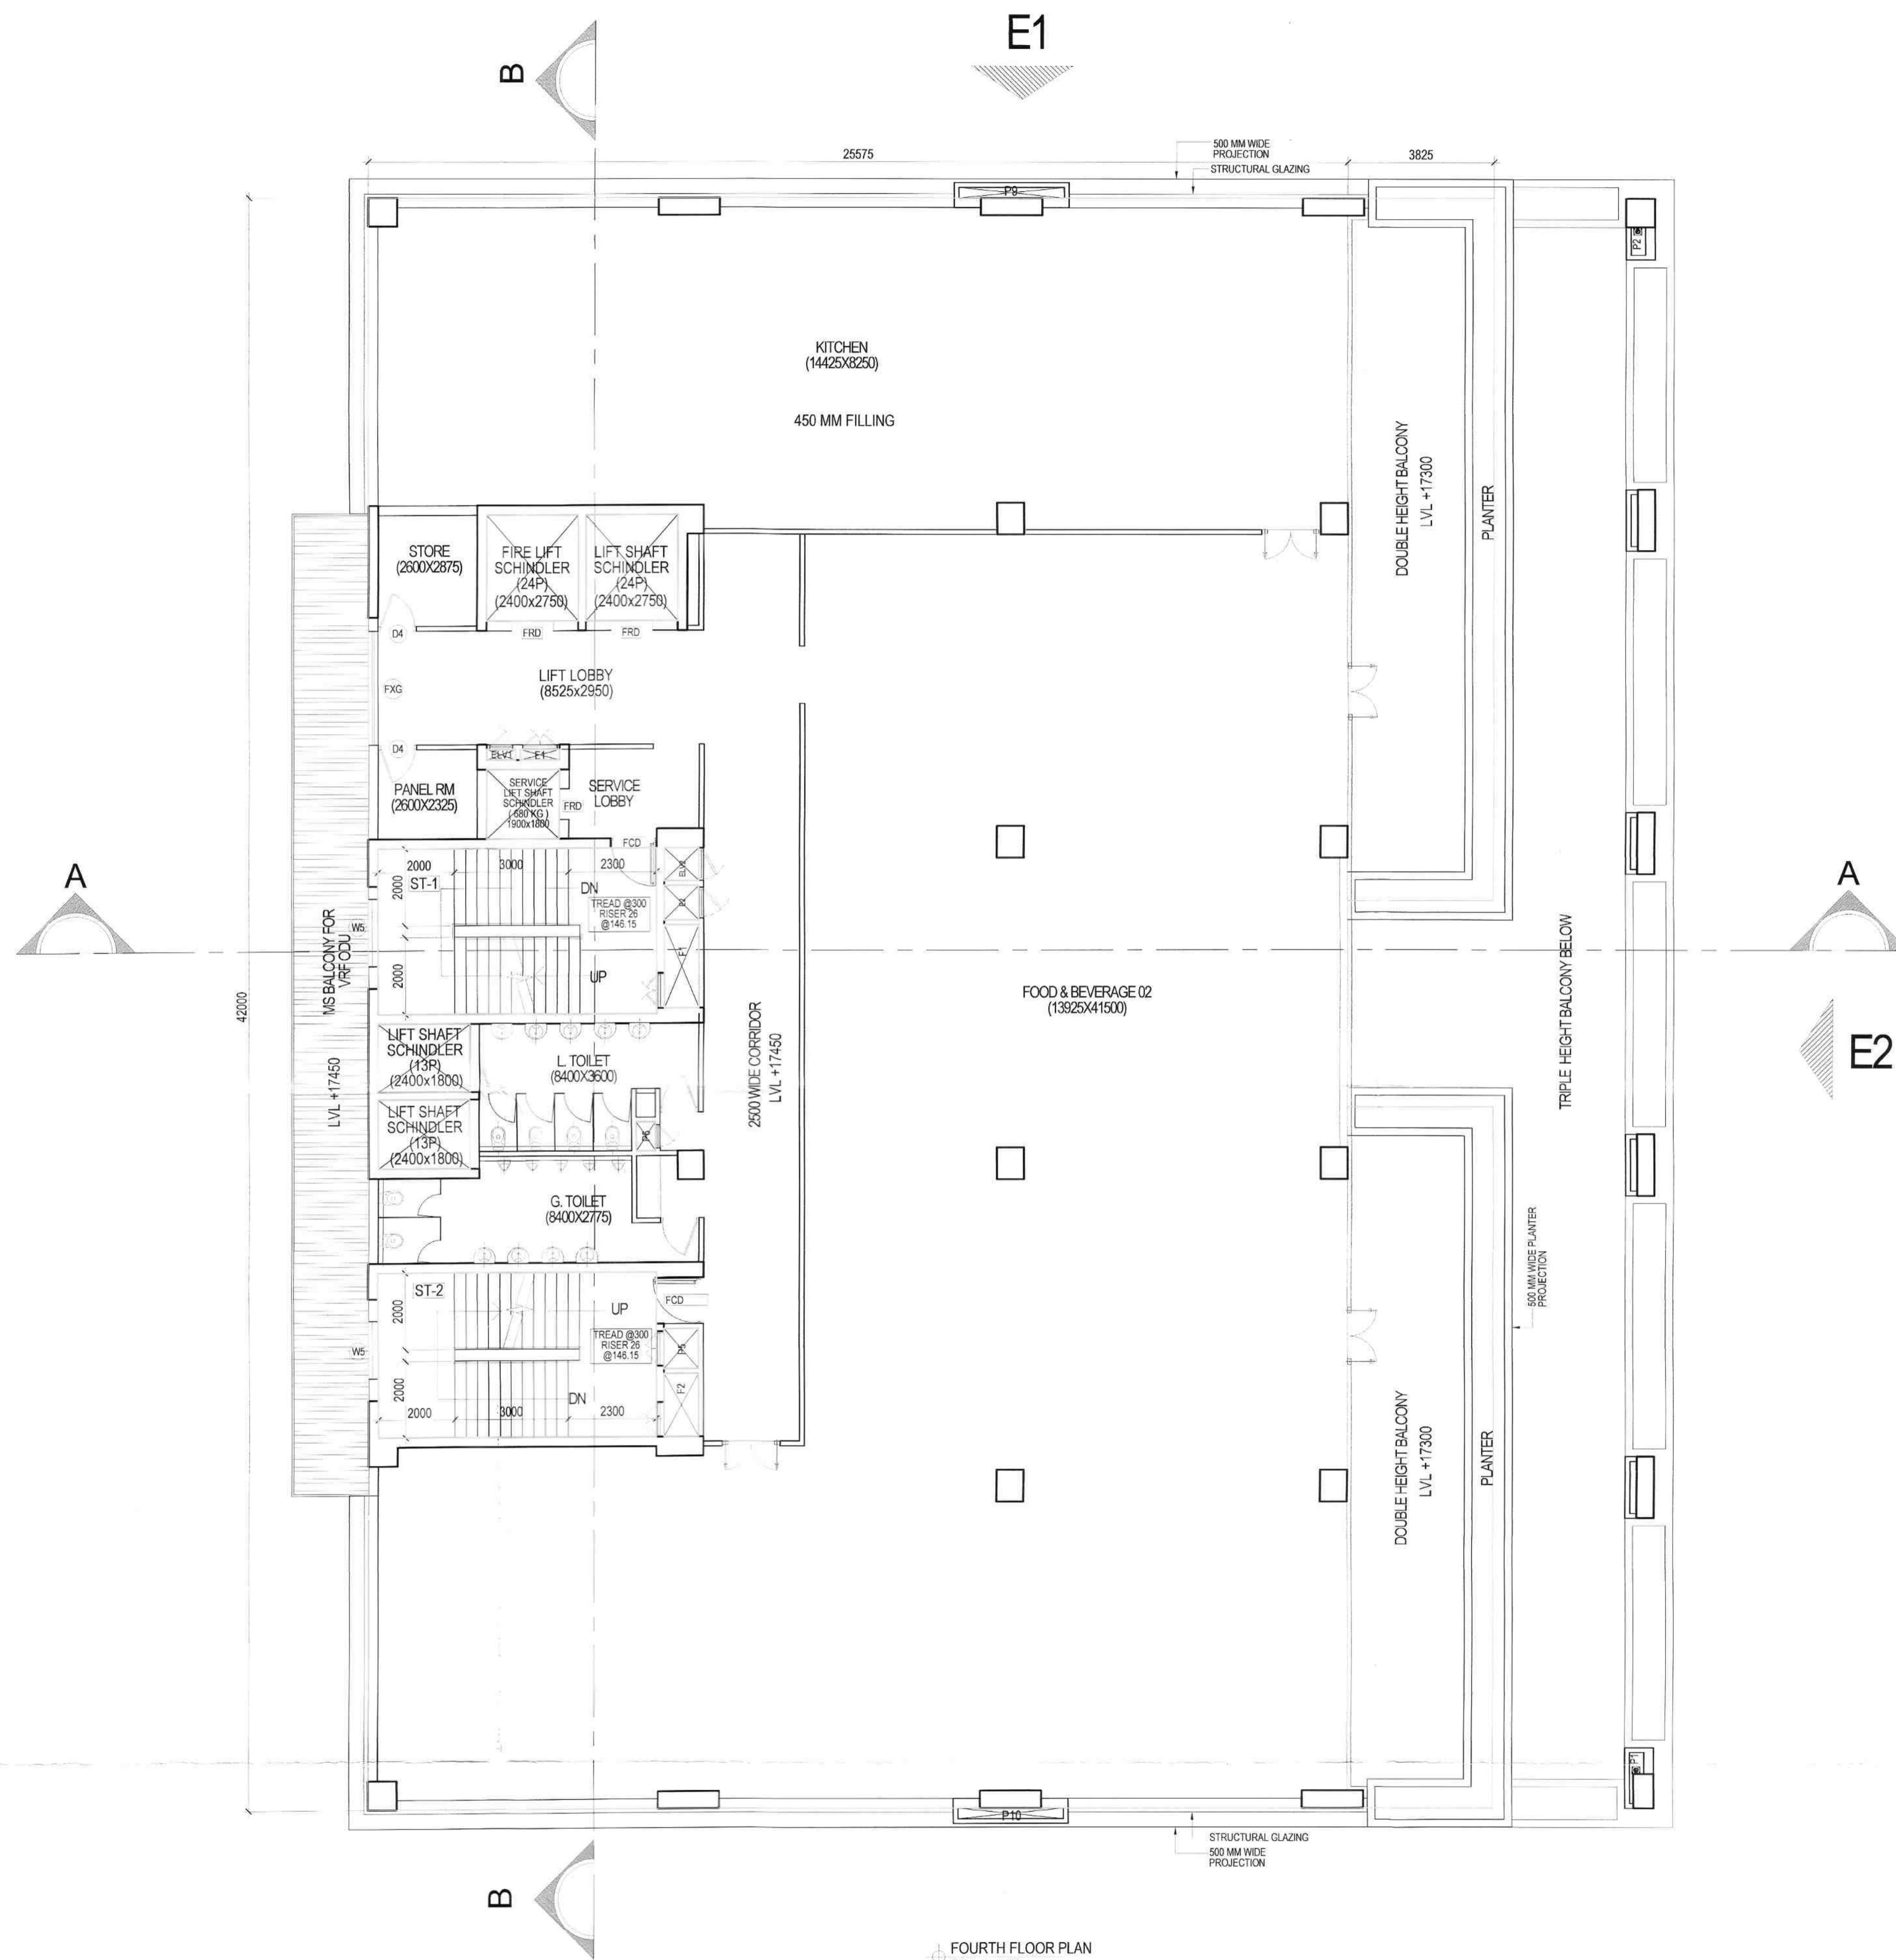 E1
B
25575
3825
500 MM WIDE
PROJECTION
STRUCTURAL GLAZING
P9
P2
KITCHEN
(14425X8250)
450 MM FILLING
DOUBLE HEIGHT BALCONY
LVL +17300
PLANTER
STORE
(2600X2875)
FIRE LIFT
SCHINDLER
(24P)
(2400x2750)
LIFT SHAFT
SCHINDLER
(24P)
(2400x2750)
D4
FRD
FRD
LIFT LOBBY
(8525x2950)
FXG
D4
ELV1
E1
PANEL RM
(2600X2325)
SERVICE
LIFT SHAFT
SCHINDLER
(680 KG)
1900x1800
FRD
SERVICE
LOBBY
FCD
2000
3000
2300
ST-1
DN
2000
TREAD @300
RISER 26
@146.15
ELV2
E2
F1
W5
2000
UP
A
A
MS BALCONY FOR
VRF ODU
LVL +17450
42000
2500 WIDE CORRIDOR
LVL +17450
FOOD & BEVERAGE 02
(13925X41500)
TRIPLE HEIGHT BALCONY BELOW
E2
LIFT SHAFT
SCHINDLER
(13P)
(2400x1800)
L. TOILET
(8400X3600)
LIFT SHAFT
SCHINDLER
(13P)
(2400x1800)
P6
G. TOILET
(8400X2775)
500 MM WIDE PLANTER
PROJECTION
ST-2
2000
UP
FCD
TREAD @300
RISER 26
@146.15
P5
W5
2000
DN
F2
2000
3000
2300
DOUBLE HEIGHT BALCONY
LVL +17300
PLANTER
P1
P10
STRUCTURAL GLAZING
500 MM WIDE
PROJECTION
B
FOURTH FLOOR PLAN